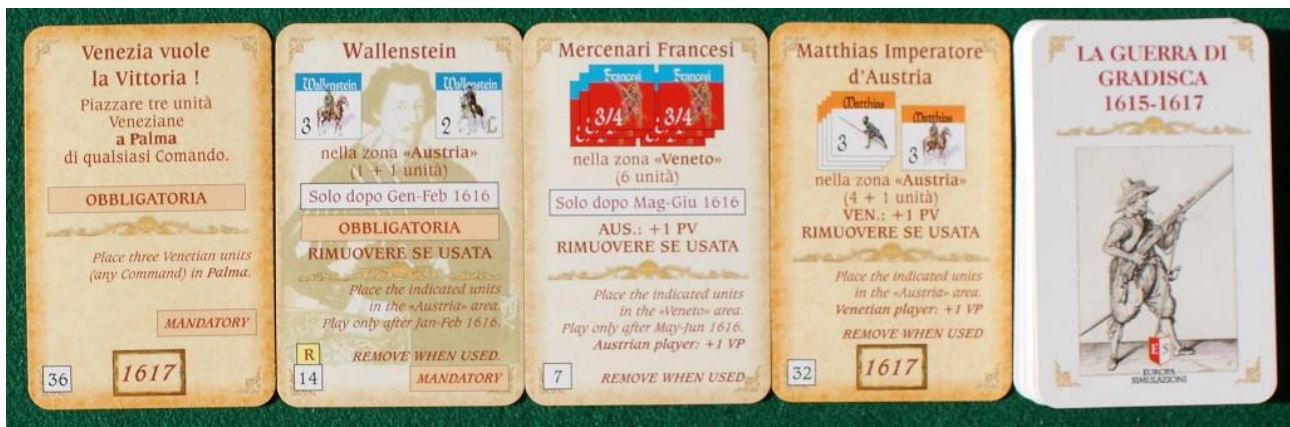 Venezia vuole
la Vittoria !
Piazzare tre unità
Veneziane
a Palma
di qualsiasi Comando.
OBBLIGATORIA
Place three Venetian units
(any Command) in Palma.
MANDATORY
36
1617
Wallenstein
Wallenstein
Wallenstein
3
2
L
nella zona «Austria»
(1 + 1 unità)
Solo dopo Gen-Feb 1616
OBBLIGATORIA
RIMUOVERE SE USATA
Place the indicated units
in the «Austria» area.
Play only after Jan-Feb 1616.
R
REMOVE WHEN USED.
14
MANDATORY
Mercenari Francesi
Francesi
3/4
3/4
nella zona «Veneto»
(6 unità)
Solo dopo Mag-Giu 1616
AUS.: +1 PV
RIMUOVERE SE USATA
Place the indicated units
in the «Veneto» area.
Play only after May-Jun 1616.
Austrian player: +1 VP
7
REMOVE WHEN USED
Matthias Imperatore
d'Austria
Matthias
Matthias
3
3
nella zona «Austria»
(4 + 1 unità)
VEN.: +1 PV
RIMUOVERE SE USATA
Place the indicated units
in the «Austria» area.
Venetian player: +1 VP
REMOVE WHEN USED
32
1617
LA GUERRA DI
GRADISCA
1615-1617
E S
EUROPA
SIMULAZIONI